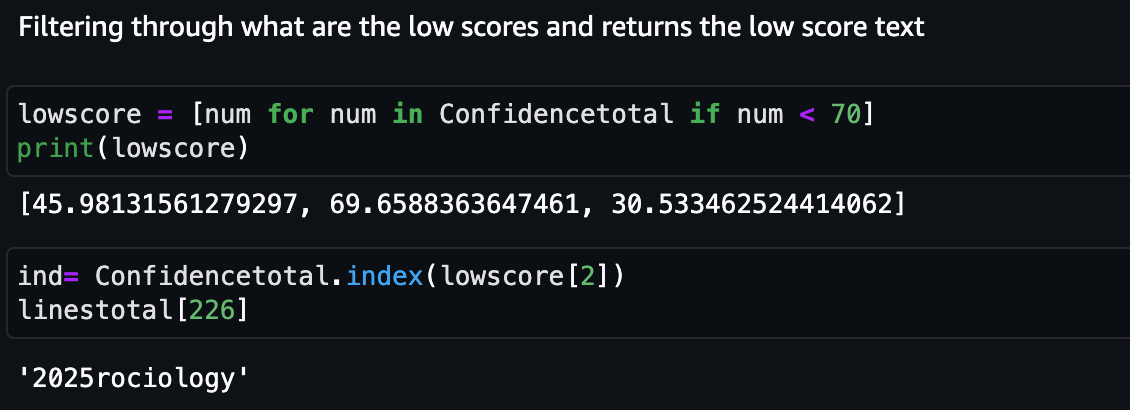 Filtering through what are the low scores and returns the low score text
lowscore = [num for num in Confidencetotal if num < 70]
print(lowscore)
[45.98131561279297, 69.6588363647461, 30.533462524414062]
ind= Confidencetotal.index(lowscore[2])
linestotal[226]
'2025rociology'